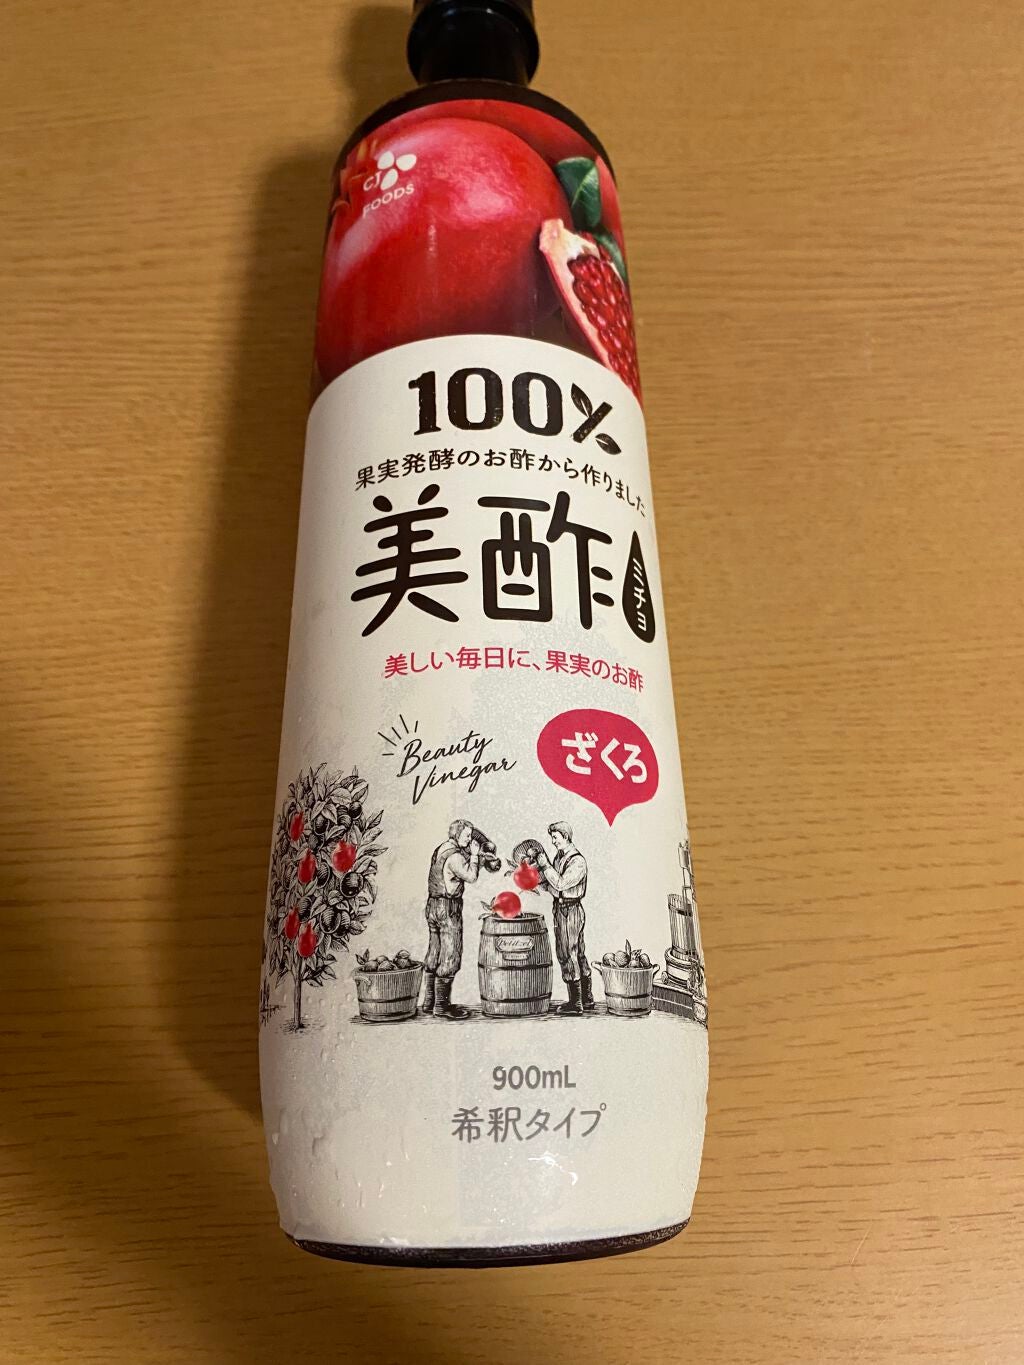 CJ
FOODS
100%
果実発酵のお酢から作りました
美酢
ミチョ
美しい毎日に、果実のお酢
Beauty
Vinegar
ざくろ
900mL
希釈タイプ